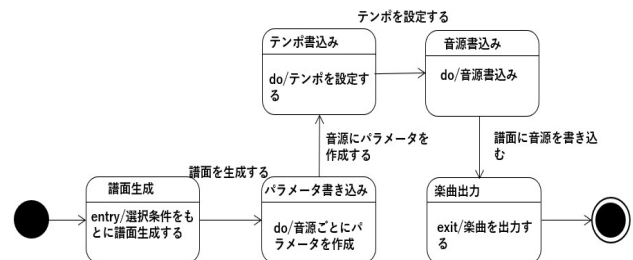 テンポを設定する
テンポ書込み
do/テンポを設定す
る
音源書込み
do/音源書込み
音源にパラメータを
作成する
譜面に音源を書き込
む
譜面を生成する
譜面生成
entry/選択条件をも
とに譜面生成する
パラメータ書き込み
do/音源ごとにパ
ラメータを作成
楽曲出力
exit/楽曲を出力す
る